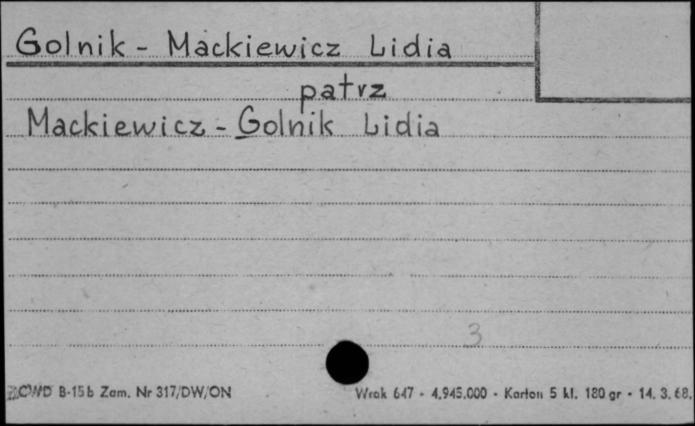 Golnik - Mackiewicz Lidia
patrz
Mackiewicz - Golnik Lidia
3
CWD B-15b Zam. Nr 317/DW/ON
Wrak 647 - 4.945.000 - Karton 5 kl. 180 gr - 14. 3. 68.